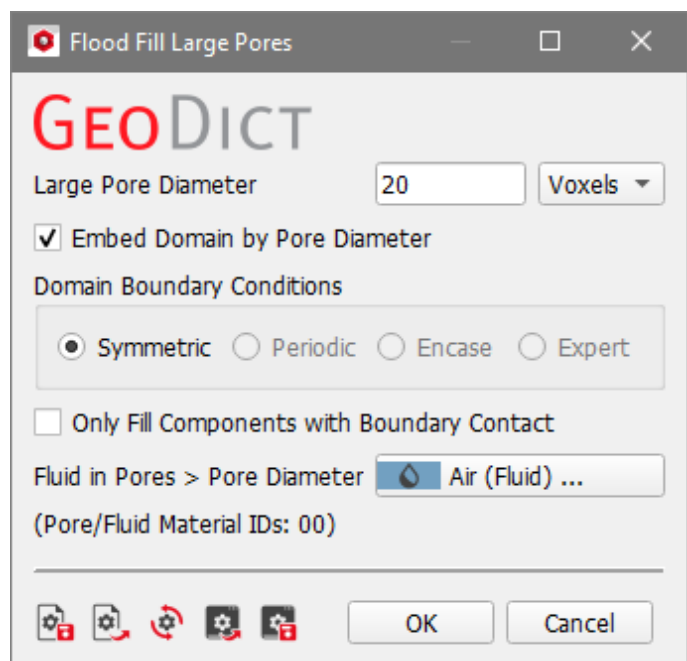 Flood Fill Large Pores
GEODICT
Large Pore Diameter 20 Voxels
Embed Domain by Pore Diameter
Domain Boundary Conditions
Symmetric Periodic Encase Expert
Only Fill Components with Boundary Contact
Fluid in Pores > Pore Diameter Air (Fluid) ...
(Pore/Fluid Material IDs: 00)
OK Cancel